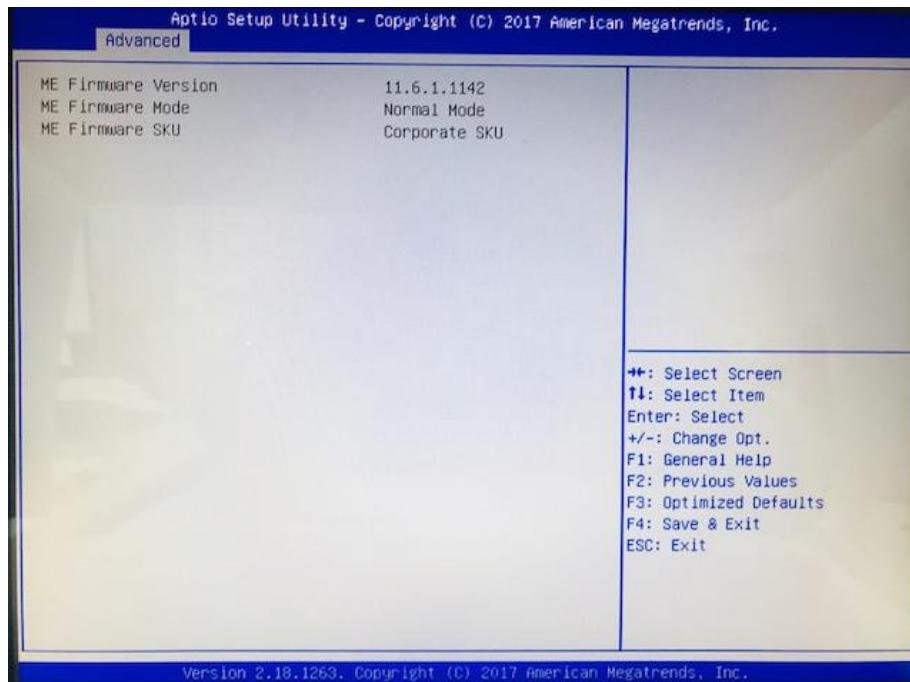 Aptio Setup Utility – Copyright (C) 2017 American Megatrends, Inc.
Advanced
ME Firmware Version 11.6.1.1142
ME Firmware Mode Normal Mode
ME Firmware SKU Corporate SKU
→←: Select Screen
↑↓: Select Item
Enter: Select
+/-: Change Opt.
F1: General Help
F2: Previous Values
F3: Optimized Defaults
F4: Save & Exit
ESC: Exit
Version 2.18.1263. Copyright (C) 2017 American Megatrends, Inc.